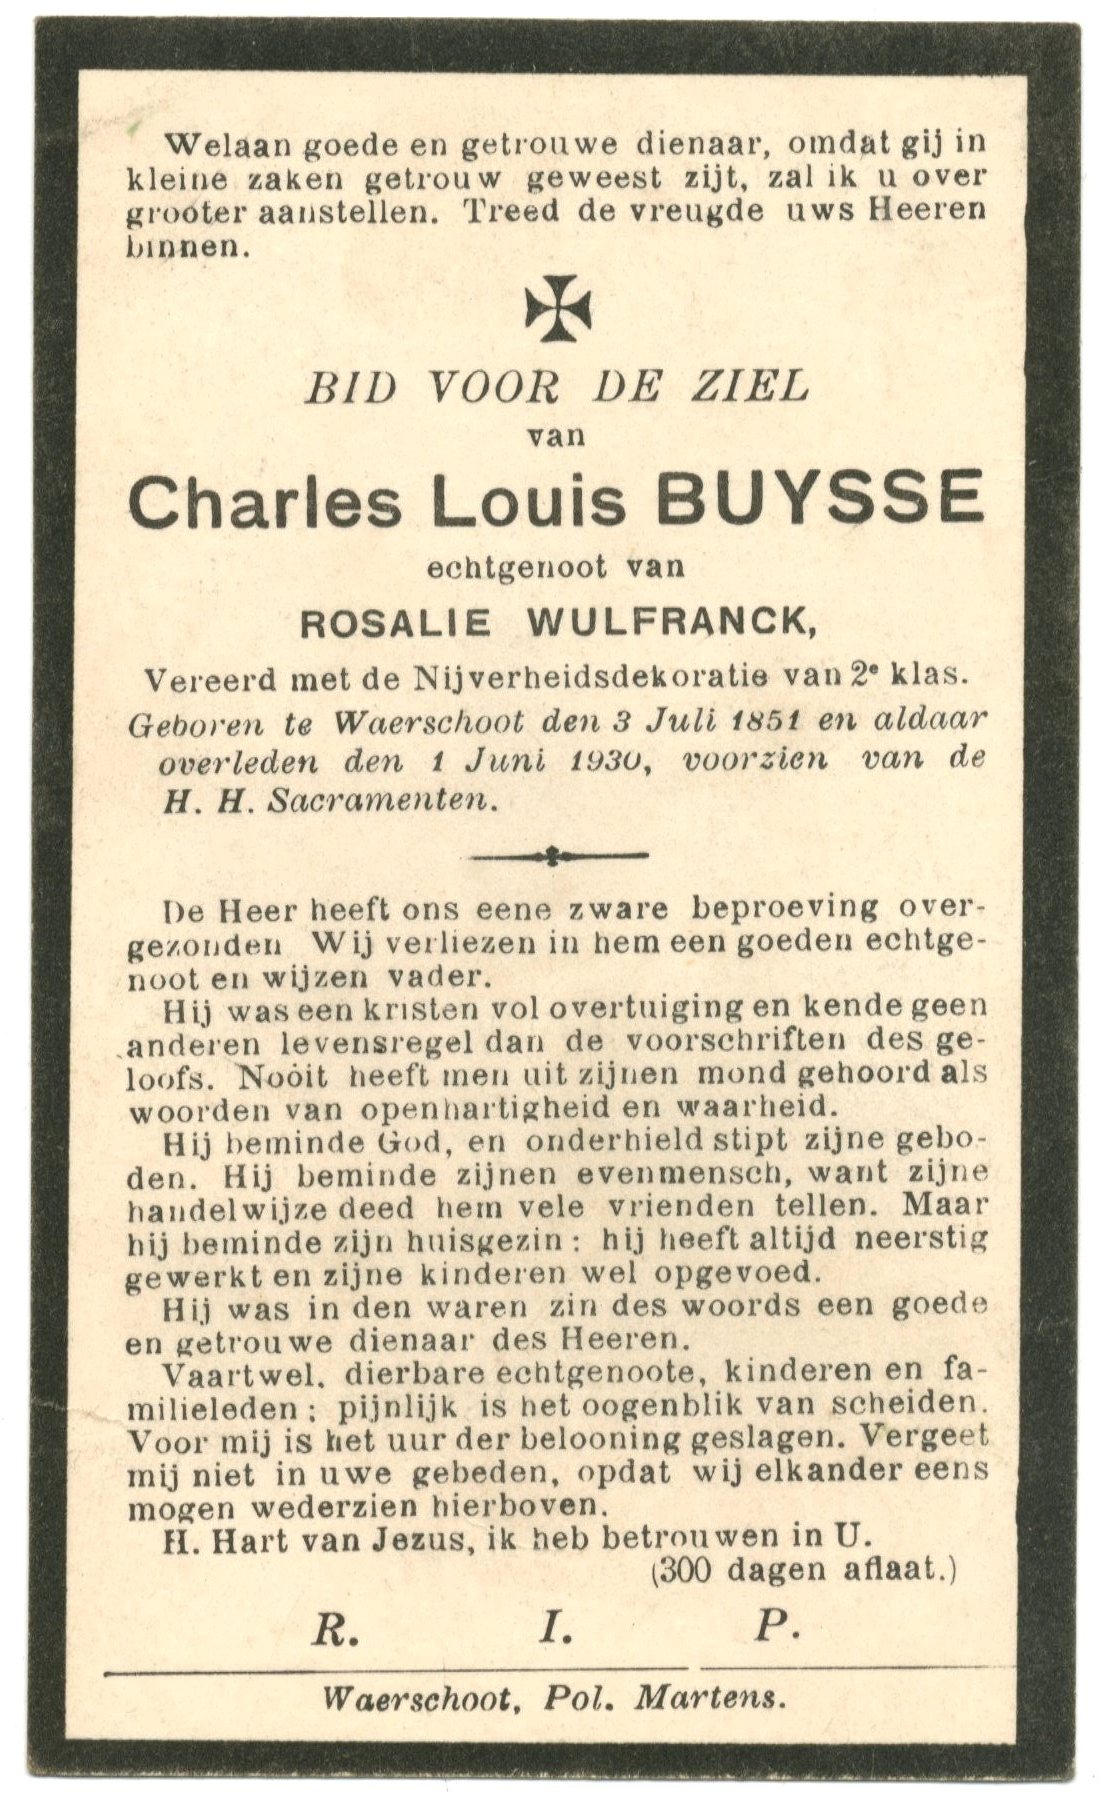 Welaan goede en getrouwe dienaar, omdat gij in
kleine zaken getrouw geweest zijt, zal ik u over
grooter aanstellen. Treed de vreugde uws Heeren
binnen.
BID VOOR DE ZIEL
van
Charles Louis BUYSSE
echtgenoot van
ROSALIE WULFRANCK,
Vereerd met de Nijverheidsdekoratie van 2e klas.
Geboren te Waerschoot den 3 Juli 1851 en aldaar
overleden den 1 Juni 1930, voorzien van de
H. H. Sacramenten.
De Heer heeft ons eene zware beproeving over-
gezonden Wij verliezen in hem een goeden echtge-
noot en wijzen vader.
Hij was een kristen vol overtuiging en kende geen
anderen levensregel dan de voorschriften des ge-
loofs. Nooit heeft men uit zijnen mond gehoord als
woorden van openhartigheid en waarheid.
Hij beminde God, en onderhield stipt zijne gebo-
den. Hij beminde zijnen evenmensch, want zijne
handelwijze deed hem vele vrienden tellen. Maar
hij beminde zijn huisgezin : hij heeft altijd neerstig
gewerkt en zijne kinderen wel opgevoed.
Hij was in den waren zin des woords een goede
en getrouwe dienaar des Heeren.
Vaartwel. dierbare echtgenoote, kinderen en fa-
milieleden ; pijnlijk is het oogenblik van scheiden.
Voor mij is het uur der belooning geslagen. Vergeet
mij niet in uwe gebeden, opdat wij elkander eens
mogen wederzien hierboven.
H. Hart van Jezus, ik heb betrouwen in U.
(300 dagen aflaat.)
R. I. P.
Waerschoot, Pol. Martens.